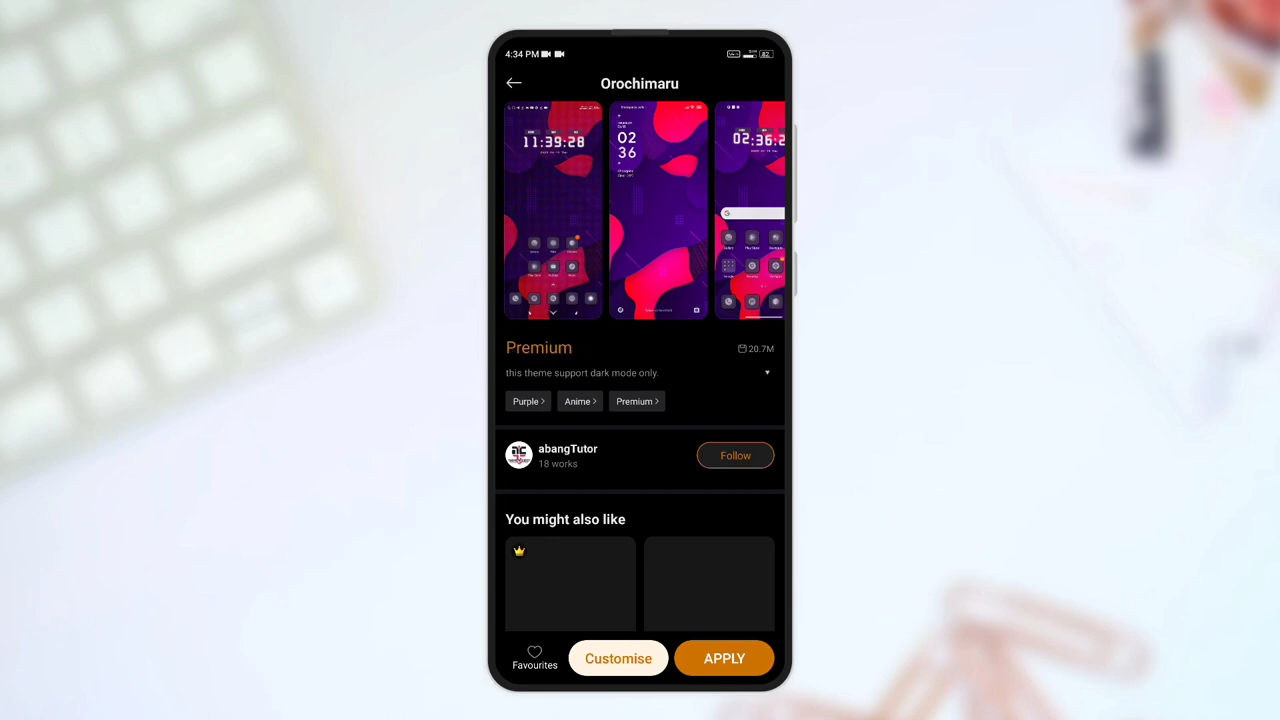 4:34 PM
82
Orochimaru
11:39:28
02
36
02:36:2
Premium
20.7M
this theme support dark mode only.
Purple >
Anime >
Premium >
abangTutor
18 works
Follow
You might also like
Favourites
Customise
APPLY